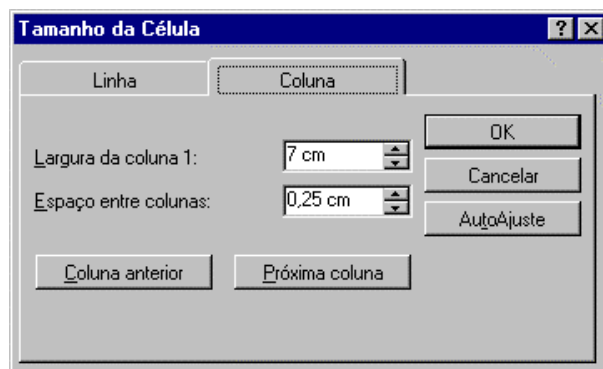 Tamanho da Célula
?
Linha
Coluna
Largura da coluna 1:
7 cm
Espaço entre colunas:
0,25 cm
OK
Cancelar
AutoAjuste
Coluna anterior
Próxima coluna